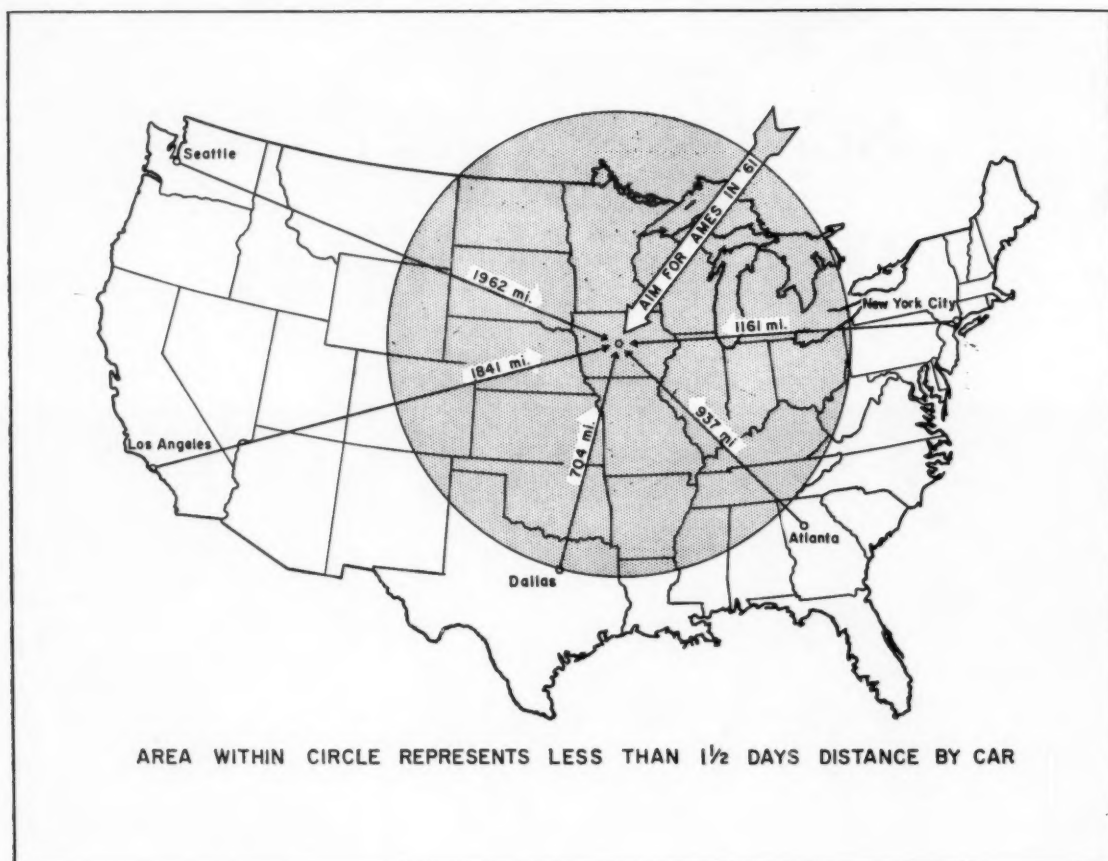 Seattle
AIM FOR AMES IN '61
1962 mi.
New York City
1161 mi.
1841 mi.
937 mi
Los Angeles
704 mi.
Atlanta
Dallas
AREA WITHIN CIRCLE REPRESENTS LESS THAN 1½ DAYS DISTANCE BY CAR